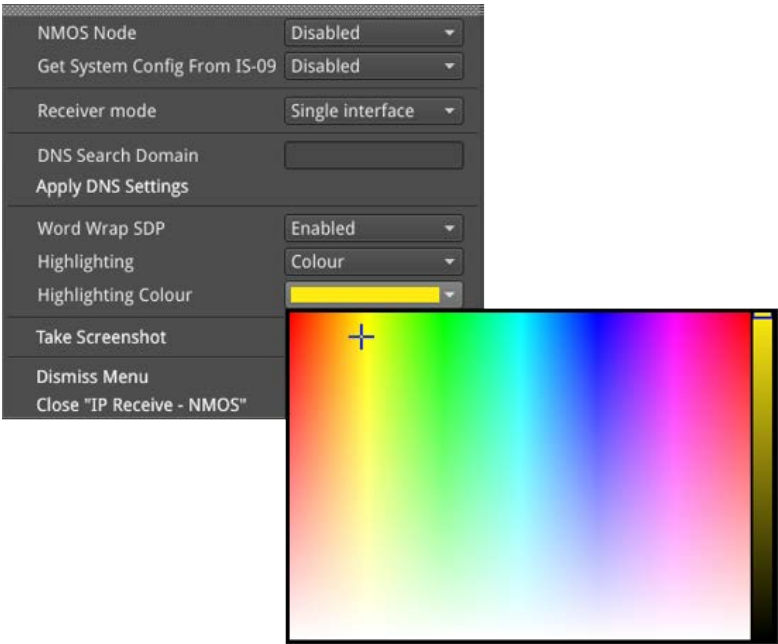 NMOS Node Disabled
Get System Config From IS-09 Disabled
Receiver mode Single interface
DNS Search Domain
Apply DNS Settings
Word Wrap SDP Enabled
Highlighting Colour
Highlighting Colour
Take Screenshot
Dismiss Menu
Close "IP Receive - NMOS"